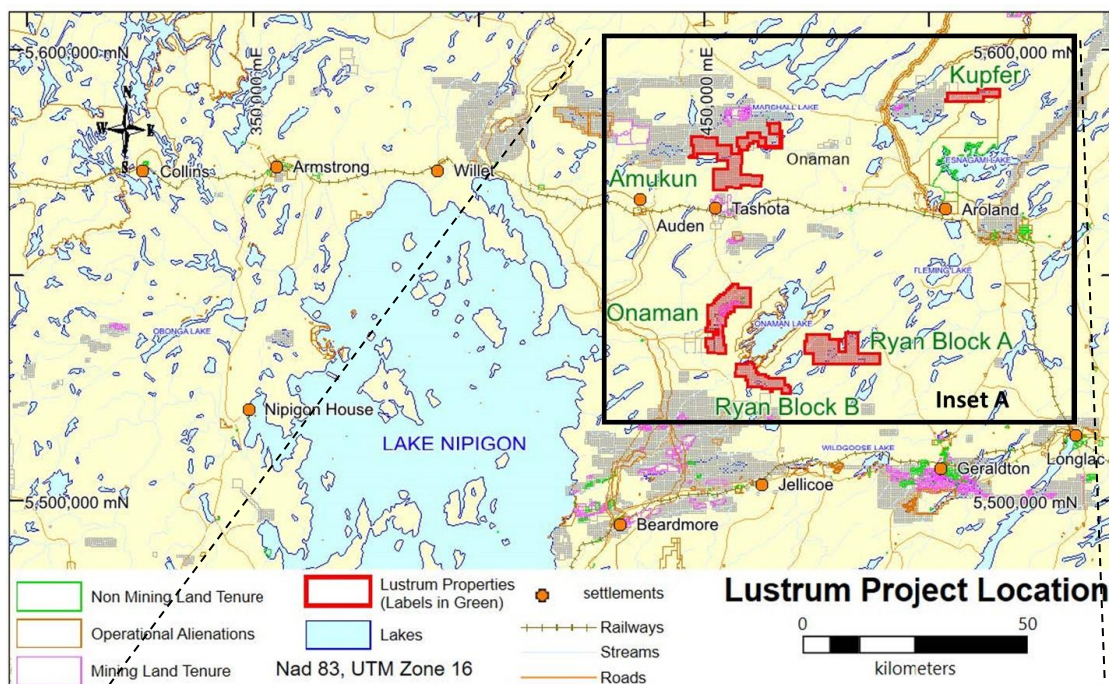 5,600,000 mN
5,600,000 mN
350,000 mE
450,000 mE
N
W E
S
Kupfer
MARSHALL LAKE
Onaman
ESNAGAMI LAKE
Collins
Armstrong
Willet
Amukun
Auden
Tashota
Aroland
FLEMING LAKE
OBONGA LAKE
Onaman
ONAMAN LAKE
Ryan Block A
Ryan Block B
Inset A
Nipigon House
LAKE NIPIGON
WILDGOOSE LAKE
Longlac
Geraldton
Jellicoe
5,500,000 mN
5,500,000 mN
Beardmore
Non Mining Land Tenure
Operational Alienations
Mining Land Tenure
Lustrum Properties
(Labels in Green)
Lakes
Nad 83, UTM Zone 16
settlements
Railways
Streams
Roads
Lustrum Project Location
0 50
kilometers